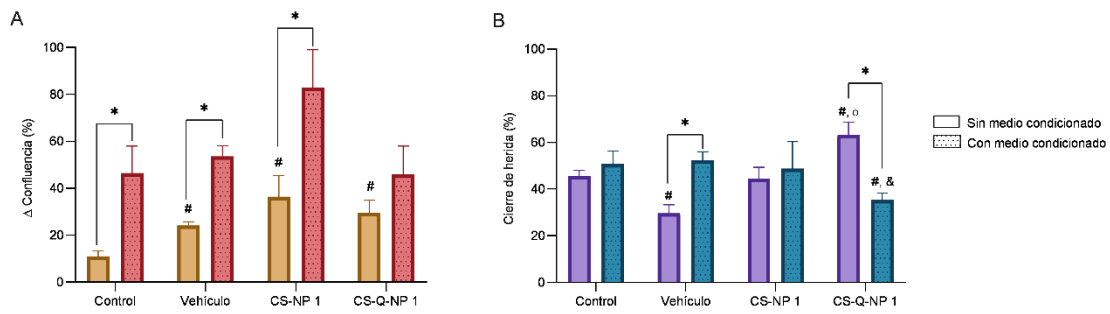 A
Δ Confluencia (%)
100
80
60
40
20
0
*
*
*
#
#
#
Control
Vehículo
CS-NP 1
CS-Q-NP 1
B
Cierre de herida (%)
100
80
60
40
20
0
*
*
#
#, o
#, &
Control
Vehículo
CS-NP 1
CS-Q-NP 1
Sin medio condicionado
Con medio condicionado